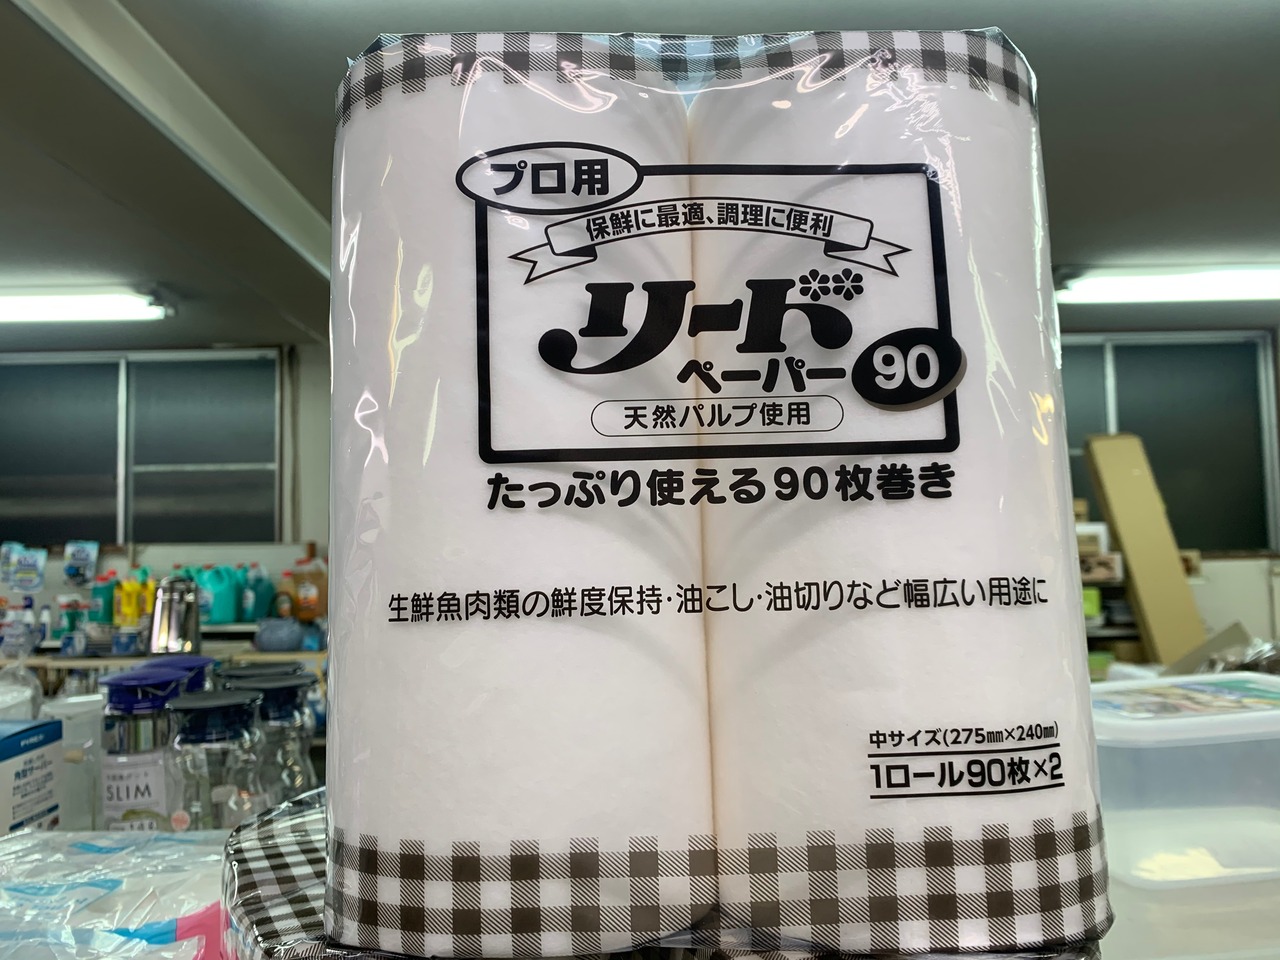 プロ用
保鮮に最適、調理に便利
リード
ペーパー
90
天然パルプ使用
たっぷり使える90枚巻き
生鮮魚肉類の鮮度保持・油こし・油切りなど幅広い用途に
中サイズ(275㎜×240㎜)
1ロール90枚×2
SLIM